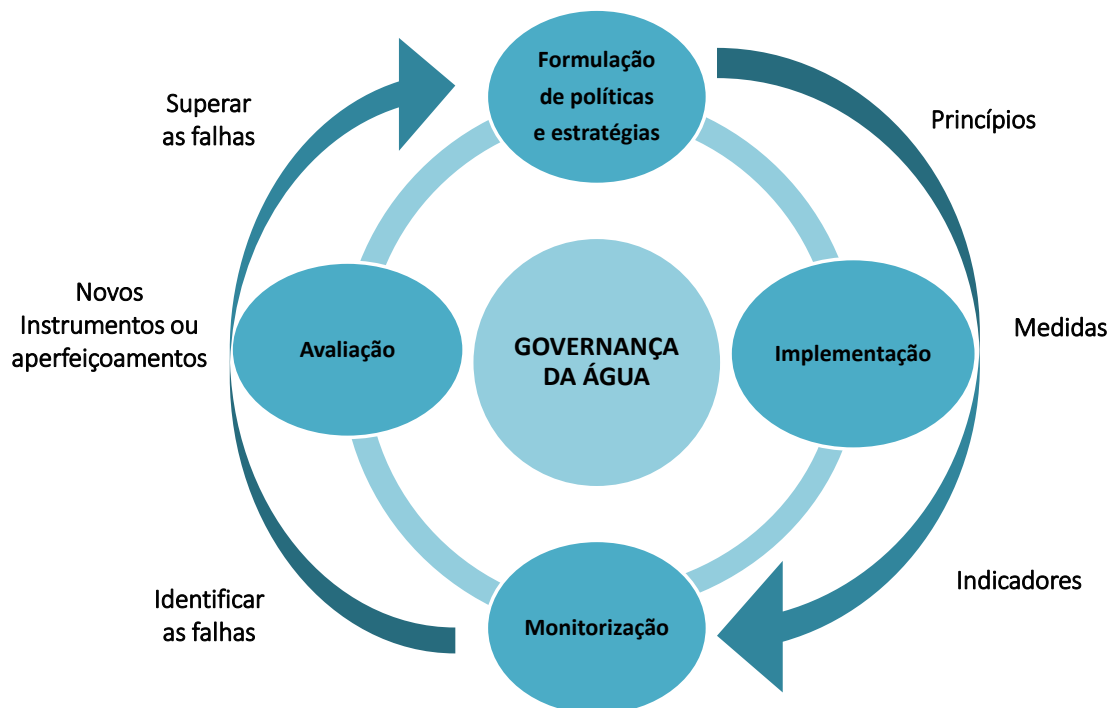 Formulação
de políticas
e estratégias
Superar
as falhas
Princípios
Novos
Instrumentos ou
aperfeiçoamentos
Avaliação
GOVERNANÇA
DA ÁGUA
Implementação
Medidas
Identificar
as falhas
Monitorização
Indicadores